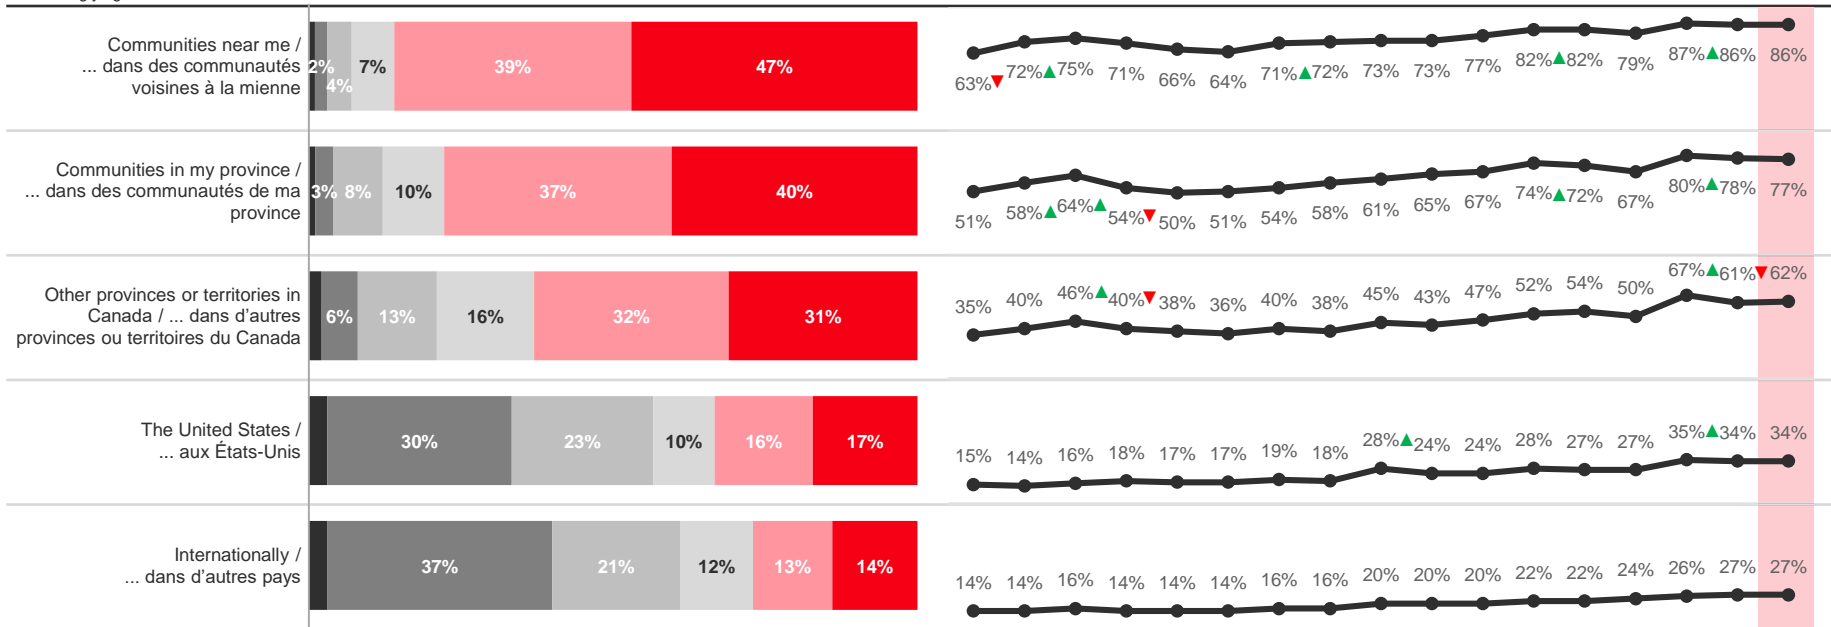 Communities near me /
... dans des communautés
voisines à la mienne
2%
4%
7%
39%
47%
63% 72% 75% 71% 66% 64% 71% 72% 73% 73% 77% 82% 82% 79% 87% 86% 86%
Communities in my province /
... dans des communautés de ma
province
3%
8%
10%
37%
40%
51% 58% 64% 54% 50% 51% 54% 58% 61% 65% 67% 74% 72% 67% 80% 78% 77%
Other provinces or territories in
Canada / ... dans d'autres
provinces ou territoires du Canada
6%
13%
16%
32%
31%
35% 40% 46% 40% 38% 36% 40% 38% 45% 43% 47% 52% 54% 50% 67% 61% 62%
The United States /
... aux États-Unis
30%
23%
10%
16%
17%
15% 14% 16% 18% 17% 17% 19% 18% 28% 24% 24% 28% 27% 27% 35% 34% 34%
Internationally /
... dans d'autres pays
37%
21%
12%
13%
14%
14% 14% 16% 14% 14% 14% 16% 16% 20% 20% 20% 22% 22% 24% 26% 27% 27%